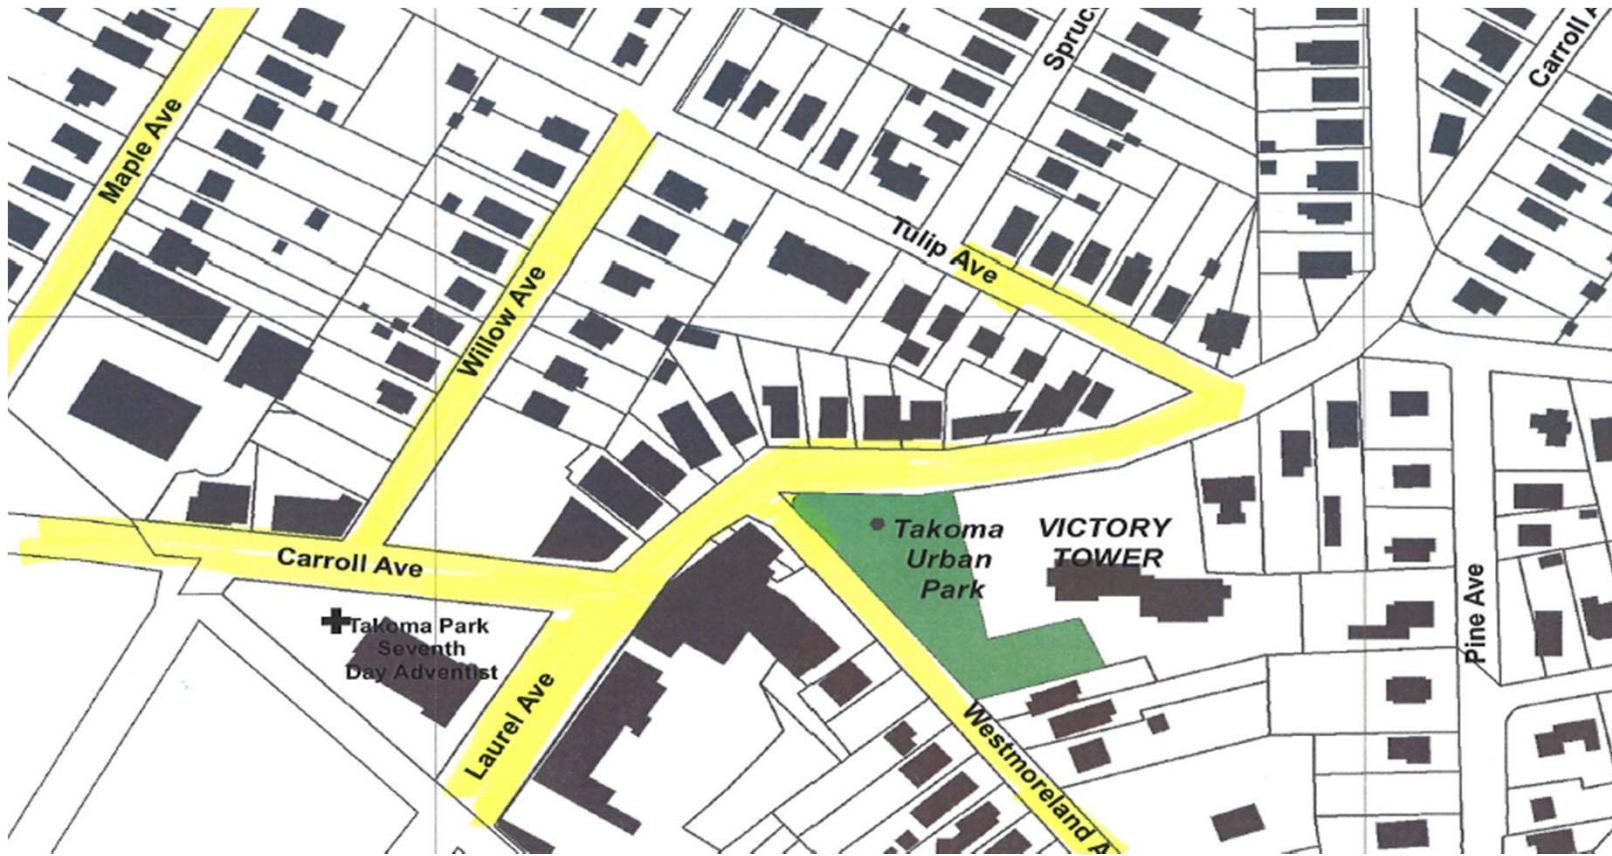 Maple Ave
Spruc
Carroll A
Tulip Ave
Willow Ave
Carroll Ave
Takoma
Urban
Park
VICTORY
TOWER
Takoma Park
Seventh
Day Adventist
Laurel Ave
Westmoreland A
Pine Ave